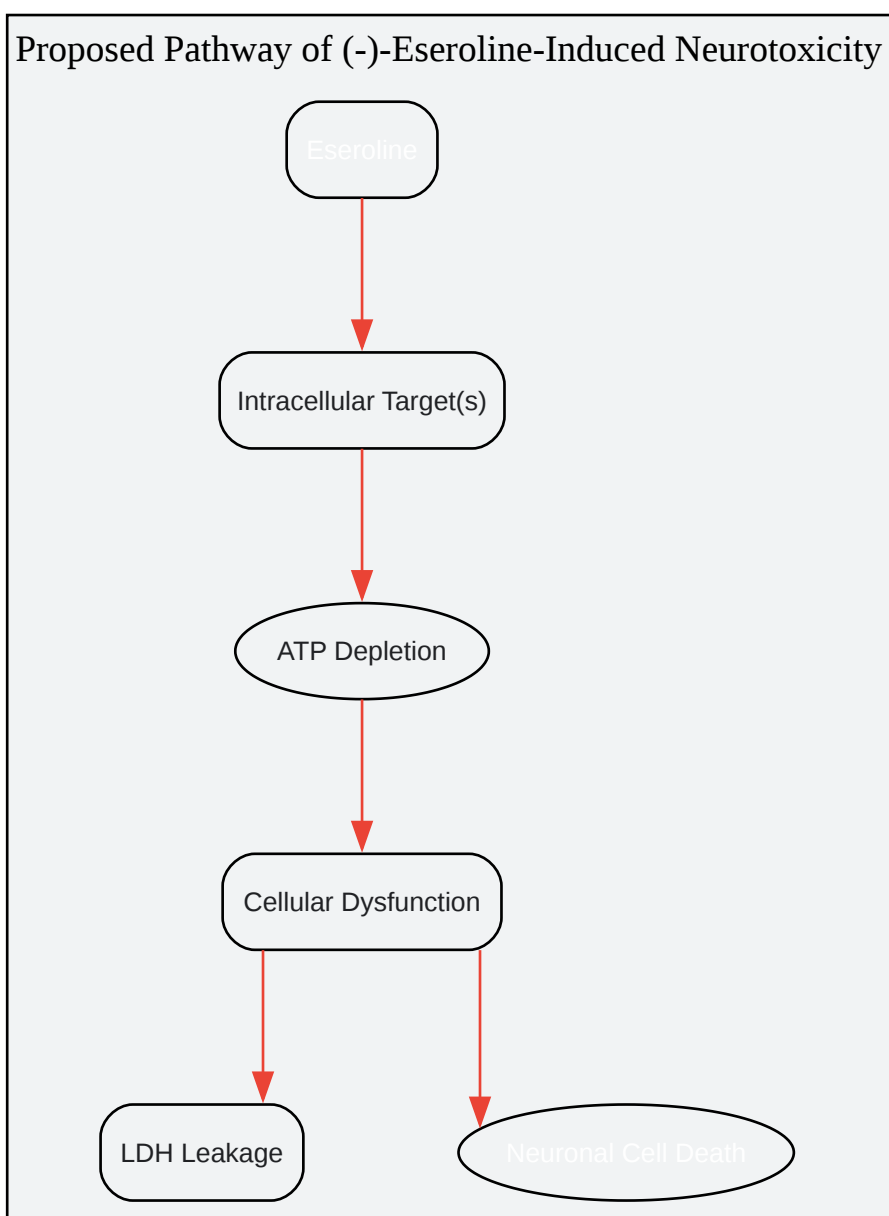 Proposed Pathway of (-)-Eseroline-Induced Neurotoxicity
Eseroline
Intracellular Target(s)
ATP Depletion
Cellular Dysfunction
LDH Leakage
Neuronal Cell Death